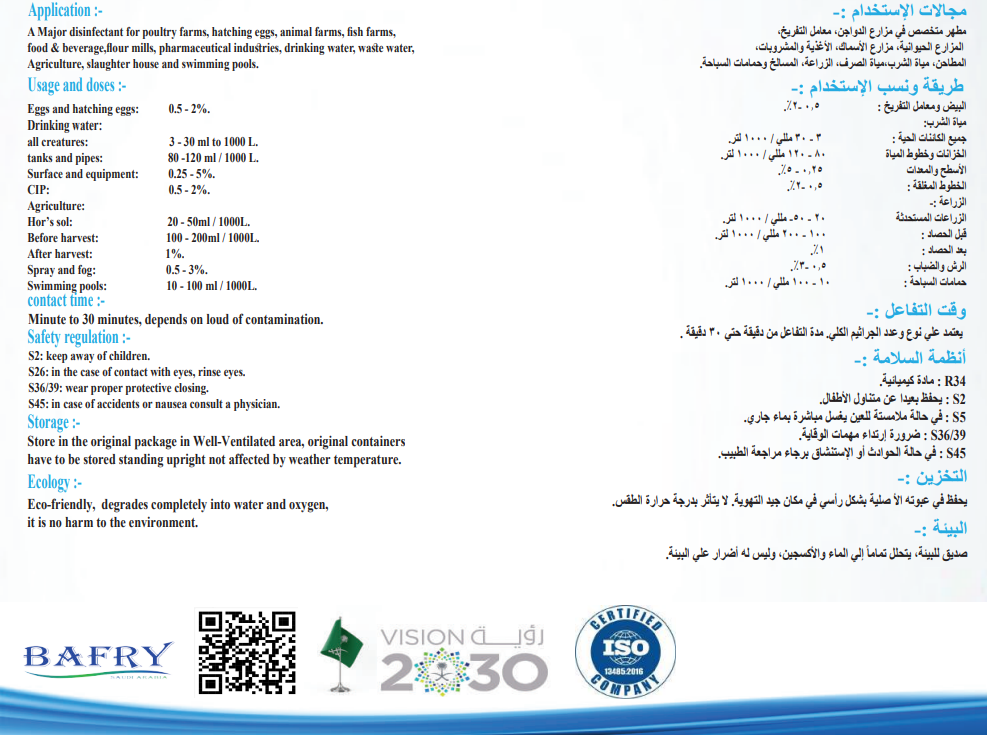 Application :-
A Major disinfectant for poultry farms, hatching eggs, animal farms, fish farms,
food & beverage,flour mills, pharmaceutical industries, drinking water, waste water,
Agriculture, slaughter house and swimming pools.
Usage and doses :-
Eggs and hatching eggs: 0.5 - 2%.
Drinking water:
all creatures: 3 - 30 ml to 1000 L.
tanks and pipes: 80 -120 ml / 1000 L.
Surface and equipment: 0.25 - 5%.
CIP: 0.5 - 2%.
Agriculture:
Hor's sol: 20 - 50ml / 1000L.
Before harvest: 100 - 200ml / 1000L.
After harvest: 1%.
Spray and fog: 0.5 - 3%.
Swimming pools: 10 - 100 ml / 1000L.
contact time :-
Minute to 30 minutes, depends on loud of contamination.
Safety regulation :-
S2: keep away of children.
S26: in the case of contact with eyes, rinse eyes.
S36/39: wear proper protective closing.
S45: in case of accidents or nausea consult a physician.
Storage :-
Store in the original package in Well-Ventilated area, original containers
have to be stored standing upright not affected by weather temperature.
Ecology :-
Eco-friendly, degrades completely into water and oxygen,
it is no harm to the environment.
مجالات الإستخدام :-
مطهر متخصص في مزارع الدواجن، معامل التفريخ،
المزارع الحيوانية، مزارع الأسماك، الأغذية والمشروبات،
المطاحن، مياة الشرب،مياة الصرف، الزراعة، المسالخ وحمامات السباحة.
طريقة ونسب الإستخدام :-
البيض ومعامل التفريخ : ٠,٥ -٢٪.
مياة الشرب:
جميع الكائنات الحية : ٣ - ٣٠ مللي / ١٠٠٠ لتر.
الخزانات وخطوط المياة ٨٠ - ١٢٠ مللي / ١٠٠٠ لتر.
الأسطح والمعدات ٠,٢٥ - ٥٪.
الخطوط المغلقة : ٠,٥ -٢٪.
الزراعة :-
الزراعات المستحدثة ٢٠ - ٥٠- مللي / ١٠٠٠ لتر.
قبل الحصاد : ١٠٠ - ٢٠٠ مللي / ١٠٠٠ لتر.
بعد الحصاد : ١٪.
الرش والضباب : ٠,٥ -٣٪.
حمامات السباحة : ١٠ - ١٠٠ مللي / ١٠٠٠ لتر.
وقت التفاعل :-
يعتمد علي نوع وعدد الجراثيم الكلي. مدة التفاعل من دقيقة حتي ٣٠ دقيقة .
أنظمة السلامة :-
R34 : مادة كيميائية.
S2 : يحفظ بعيدا عن متناول الأطفال.
S5 : في حالة ملامستة للعين يغسل مباشرة بماء جاري.
S36/39 : ضرورة إرتداء مهمات الوقاية.
S45 : في حالة الحوادث أو الإستنشاق برجاء مراجعة الطبيب.
التخزين :-
يحفظ في عبوته الأصلية بشكل رأسي في مكان جيد التهوية. لا يتأثر بدرجة حرارة الطقس.
البيئة :-
صديق للبيئة، يتحلل تماماً إلي الماء والأكسجين، وليس له أضرار علي البيئة.
BAFRY
SAUDI ARABIA
VISION رؤيـة
2030
CERTIFIED
ISO
13485:2016
COMPANY